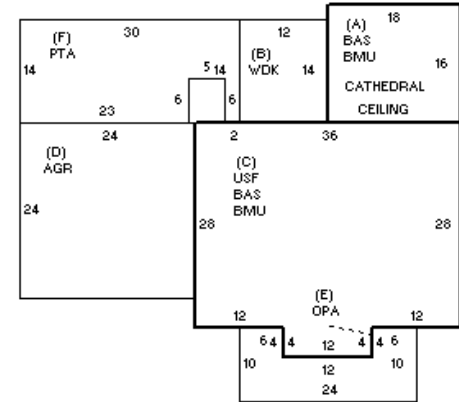 18
(A)
BAS
BMU
16
CATHEDRAL
CEILING
30
(F)
PTA
14
5
14
6
6
23
12
(B)
WDK
14
24
(D)
AGR
24
2
36
(C)
USF
BAS
BMU
28
28
12
(E)
OPA
12
6 4
4
12
4
4 6
10
12
10
24